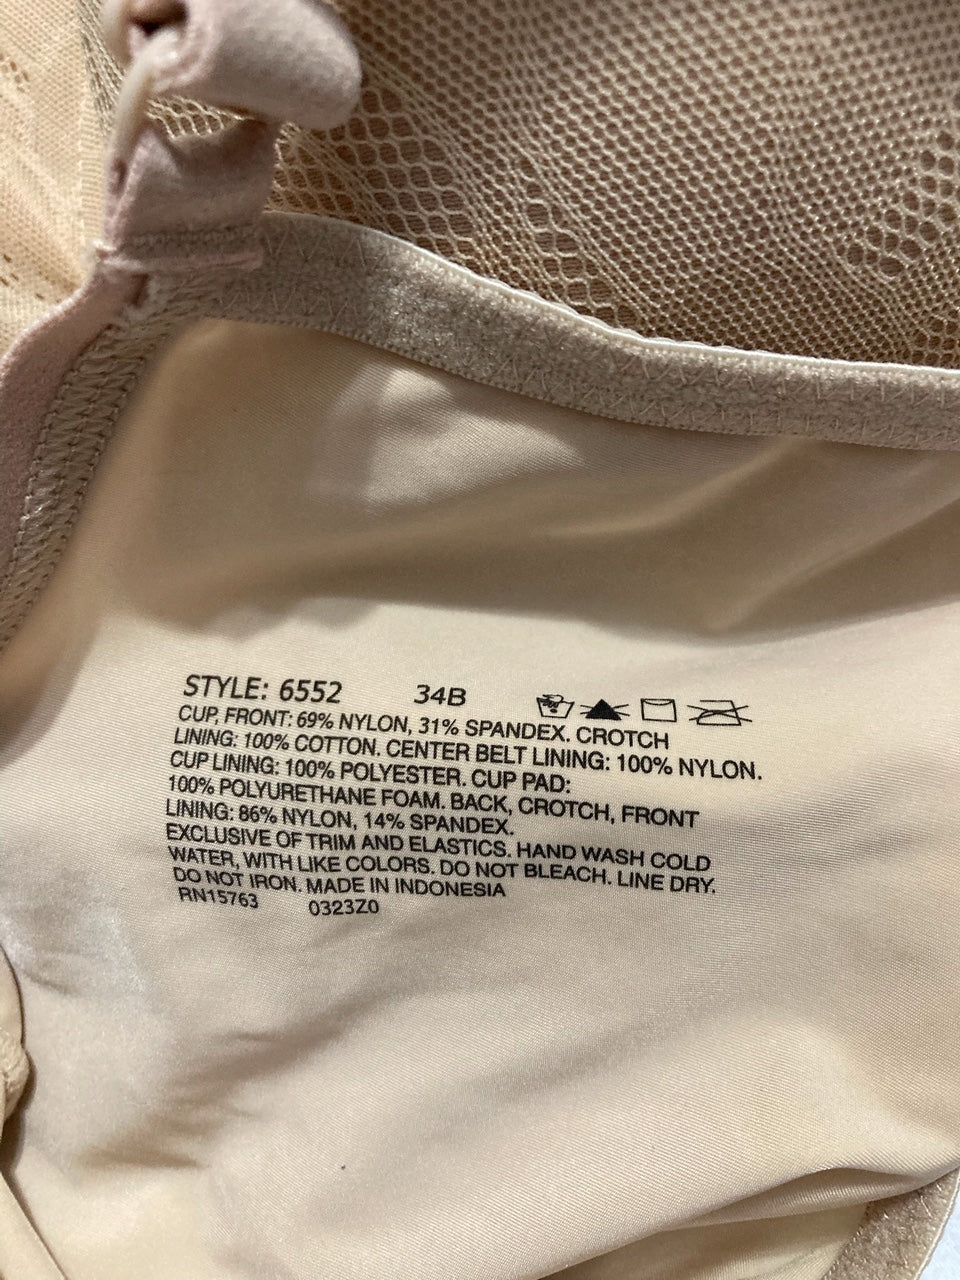 STYLE: 6552 34B
CUP, FRONT: 69% NYLON, 31% SPANDEX. CROTCH
LINING: 100% COTTON. CENTER BELT LINING: 100% NYLON.
CUP LINING: 100% POLYESTER. CUP PAD:
100% POLYURETHANE FOAM. BACK, CROTCH, FRONT
LINING: 86% NYLON, 14% SPANDEX.
EXCLUSIVE OF TRIM AND ELASTICS. HAND WASH COLD
WATER, WITH LIKE COLORS. DO NOT BLEACH. LINE DRY.
DO NOT IRON. MADE IN INDONESIA
RN15763 0323Z0